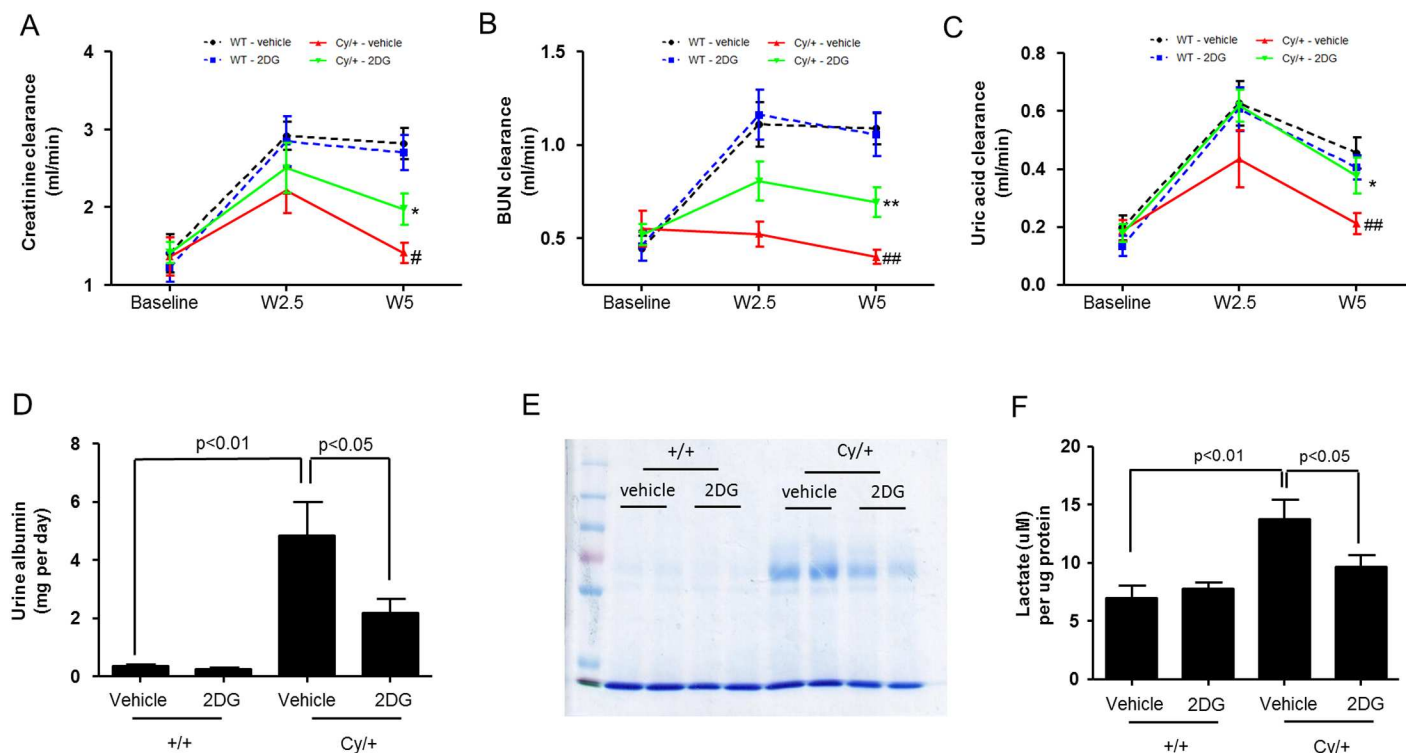 A
WT - vehicle
Cy/+ - vehicle
WT - 2DG
Cy/+ - 2DG
Creatinine clearance
(ml/min)
4
3
2
1
*
#
Baseline
W2.5
W5
B
WT - vehicle
Cy/+ - vehicle
WT - 2DG
Cy/+ - 2DG
BUN clearance
(ml/min)
1.5
1.0
0.5
**
##
Baseline
W2.5
W5
C
WT - vehicle
Cy/+ - vehicle
WT - 2DG
Cy/+ - 2DG
Uric acid clearance
(ml/min)
0.8
0.6
0.4
0.2
0.0
*
##
Baseline
W2.5
W5
D
Urine albumin
(mg per day)
8
6
4
2
0
p<0.01
p<0.05
Vehicle
2DG
Vehicle
2DG
+/+
Cy/+
E
+/+
Cy/+
vehicle
2DG
vehicle
2DG
F
Lactate (uM)
per ug protein
20
15
10
5
0
p<0.01
p<0.05
Vehicle
2DG
Vehicle
2DG
+/+
Cy/+